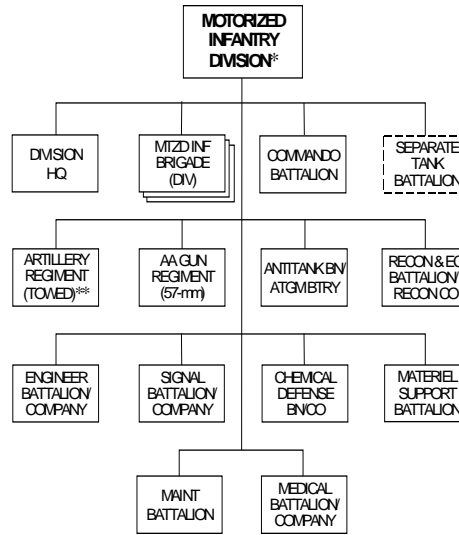 MOTORIZED
INFANTRY
DIVISION*
DIVISION
HQ
MTZD INF
BRIGADE
(DIV)
COMMANDO
BATTALION
SEPARATE
TANK
BATTALION
ARTILLERY
REGIMENT
(TOWED)**
AA GUN
REGIMENT
(57-mm)
ANTITANK BN/
ATGM BTRY
RECON & EC
BATTALION/
RECON CO
ENGINEER
BATTALION/
COMPANY
SIGNAL
BATTALION/
COMPANY
CHEMICAL
DEFENSE
BN/CO
MATERIEL
SUPPORT
BATTALION
MAINT
BATTALION
MEDICAL
BATTALION/
COMPANY